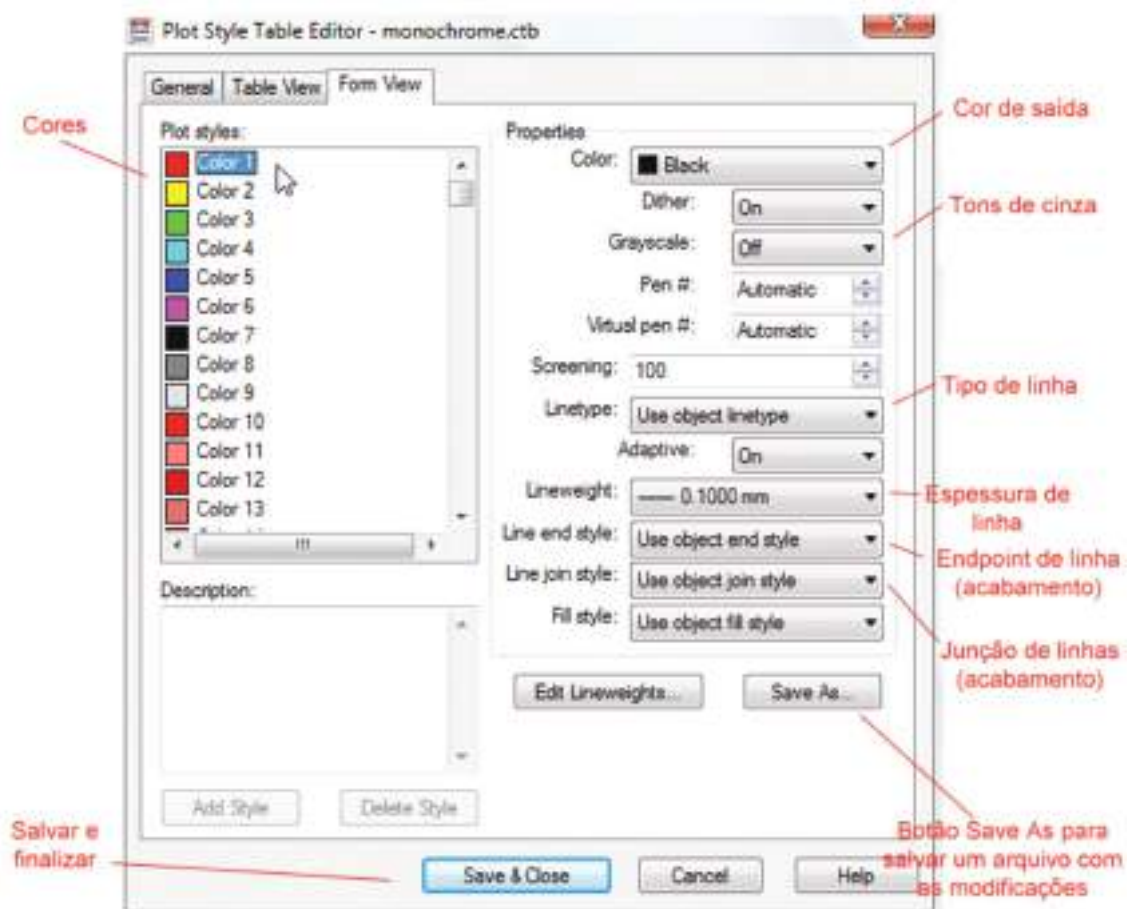 Plot Style Table Editor - monochrome.ctb
General
Table View
Form View
Cores
Plot styles:
Color 1
Color 2
Color 3
Color 4
Color 5
Color 6
Color 7
Color 8
Color 9
Color 10
Color 11
Color 12
Color 13
Description:
Add Style
Delete Style
Properties
Color:
Black
Dither:
On
Grayscale:
Off
Pen #:
Automatic
Virtual pen #:
Automatic
Screening:
100
Linetype:
Use object linetype
Adaptive:
On
Lineweight:
0.1000 mm
Line end style:
Use object end style
Line join style:
Use object join style
Fill style:
Use object fill style
Edit Lineweights...
Save As...
Cor de saída
Tons de cinza
Tipo de linha
Espessura de
linha
Endpoint de linha
(acabamento)
Junção de linhas
(acabamento)
Botão Save As para
salvar um arquivo com
as modificações
Salvar e
finalizar
Save & Close
Cancel
Help